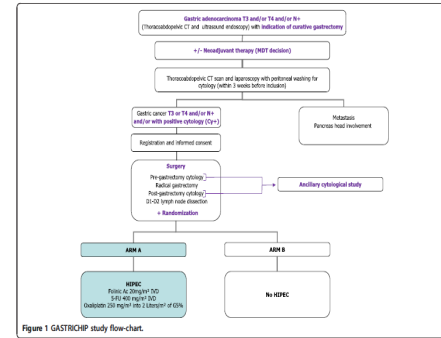 Gastric adenocarcinoma T3 and/or T4 and/or N+
(Thoracoabdopelvic CT and ultrasound endoscopy) with indication of curative gastrectomy
+/- Neoadjuvant therapy (MDT decision)
Thoracoabdopelvic CT scan and laparoscopy with peritoneal washing for
cytology (within 3 weeks before inclusion)
Gastric cancer T3 or T4 and/or N+
and/or with positive cytology (Cy+)
Metastasis
Pancreas head involvement
Registration and informed consent
Surgery
Pre-gastrectomy cytology
Radical gastrectomy
Post-gastrectomy cytology
D1-D2 lymph node dissection
+ Randomization
Ancillary cytological study
ARM A
ARM B
HIPEC
Folinic Ac 20mg/m² IVD
5-FU 400 mg/m² IVD
Oxaliplatin 250 mg/m² into 2 Liters/m² of G5%
No HIPEC
Figure 1 GASTRICHIP study flow-chart.